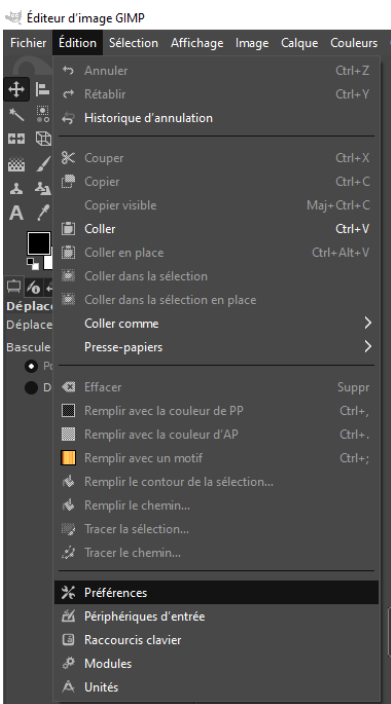 Éditeur d'image GIMP
Fichier Édition Sélection Affichage Image Calque Couleurs
Annuler Ctrl+Z
Rétablir Ctrl+Y
Historique d'annulation
Couper Ctrl+X
Copier Ctrl+C
Copier visible Maj+Ctrl+C
Coller Ctrl+V
Coller en place Ctrl+Alt+V
Coller dans la sélection
Coller dans la sélection en place
Déplace
Déplace
Coller comme
Bascule
Presse-papiers
Effacer Suppr
Remplir avec la couleur de PP Ctrl+,
Remplir avec la couleur d'AP Ctrl+.
Remplir avec un motif Ctrl+;
Remplir le contour de la sélection...
Remplir le chemin...
Tracer la sélection...
Tracer le chemin...
Préférences
Périphériques d'entrée
Raccourcis clavier
Modules
Unités